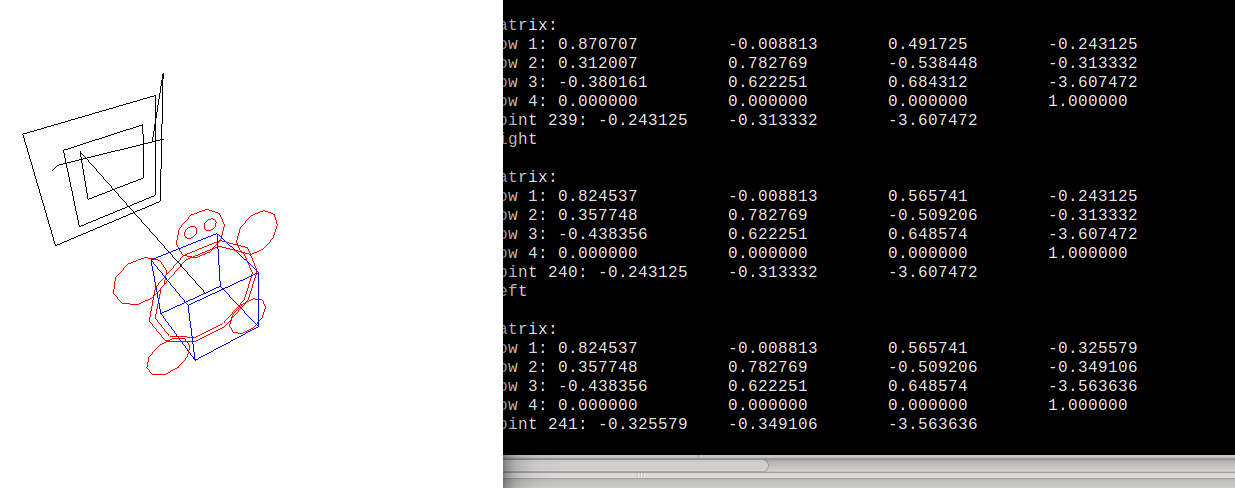 atrix:
ow 1: 0.870707 -0.008813 0.491725 -0.243125
ow 2: 0.312007 0.782769 -0.538448 -0.313332
ow 3: -0.380161 0.622251 0.684312 -3.607472
ow 4: 0.000000 0.000000 0.000000 1.000000
oint 239: -0.243125 -0.313332 -3.607472
ight
atrix:
ow 1: 0.824537 -0.008813 0.565741 -0.243125
ow 2: 0.357748 0.782769 -0.509206 -0.313332
ow 3: -0.438356 0.622251 0.648574 -3.607472
ow 4: 0.000000 0.000000 0.000000 1.000000
oint 240: -0.243125 -0.313332 -3.607472
eft
atrix:
ow 1: 0.824537 -0.008813 0.565741 -0.325579
ow 2: 0.357748 0.782769 -0.509206 -0.349106
ow 3: -0.438356 0.622251 0.648574 -3.563636
ow 4: 0.000000 0.000000 0.000000 1.000000
oint 241: -0.325579 -0.349106 -3.563636